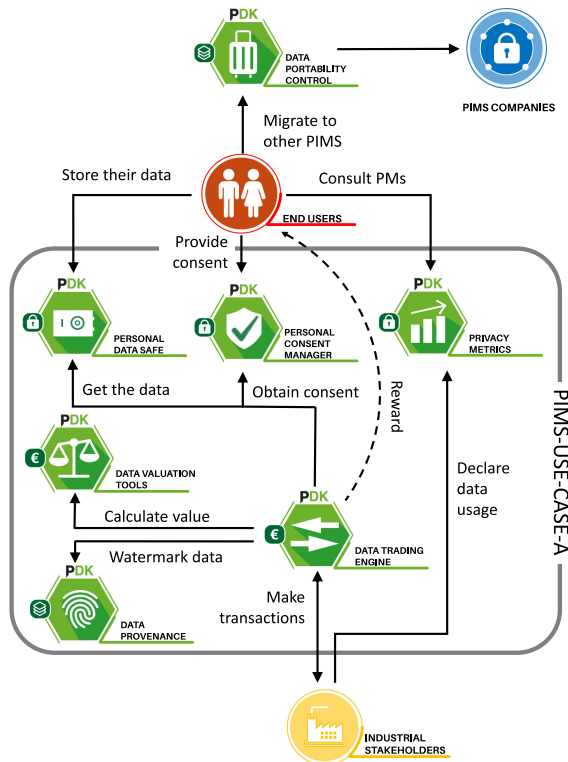 PDK
DATA
PORTABILITY
CONTROL
PIMS COMPANIES
Migrate to
other PIMS
Store their data
Consult PMs
END USERS
Provide
consent
PDK
PERSONAL
DATA SAFE
PDK
PERSONAL
CONSENT
MANAGER
PDK
PRIVACY
METRICS
Get the data
Obtain consent
Reward
PIMS-USE-CASE-A
PDK
DATA VALUATION
TOOLS
€
Declare
data
usage
Calculate value
PDK
DATA TRADING
ENGINE
€
Watermark data
PDK
DATA
PROVENANCE
Make
transactions
INDUSTRIAL
STAKEHOLDERS